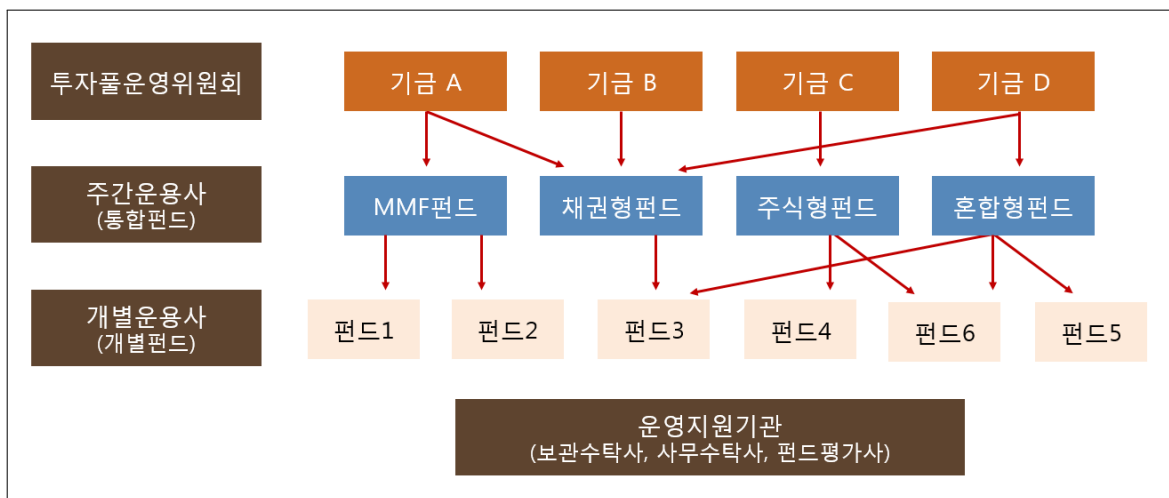 투자풀운영위원회
기금 A
기금 B
기금 C
기금 D
주간운용사
(통합펀드)
MMF펀드
채권형펀드
주식형펀드
혼합형펀드
개별운용사
(개별펀드)
펀드1
펀드2
펀드3
펀드4
펀드6
펀드5
운영지원기관
(보관수탁사, 사무수탁사, 펀드평가사)